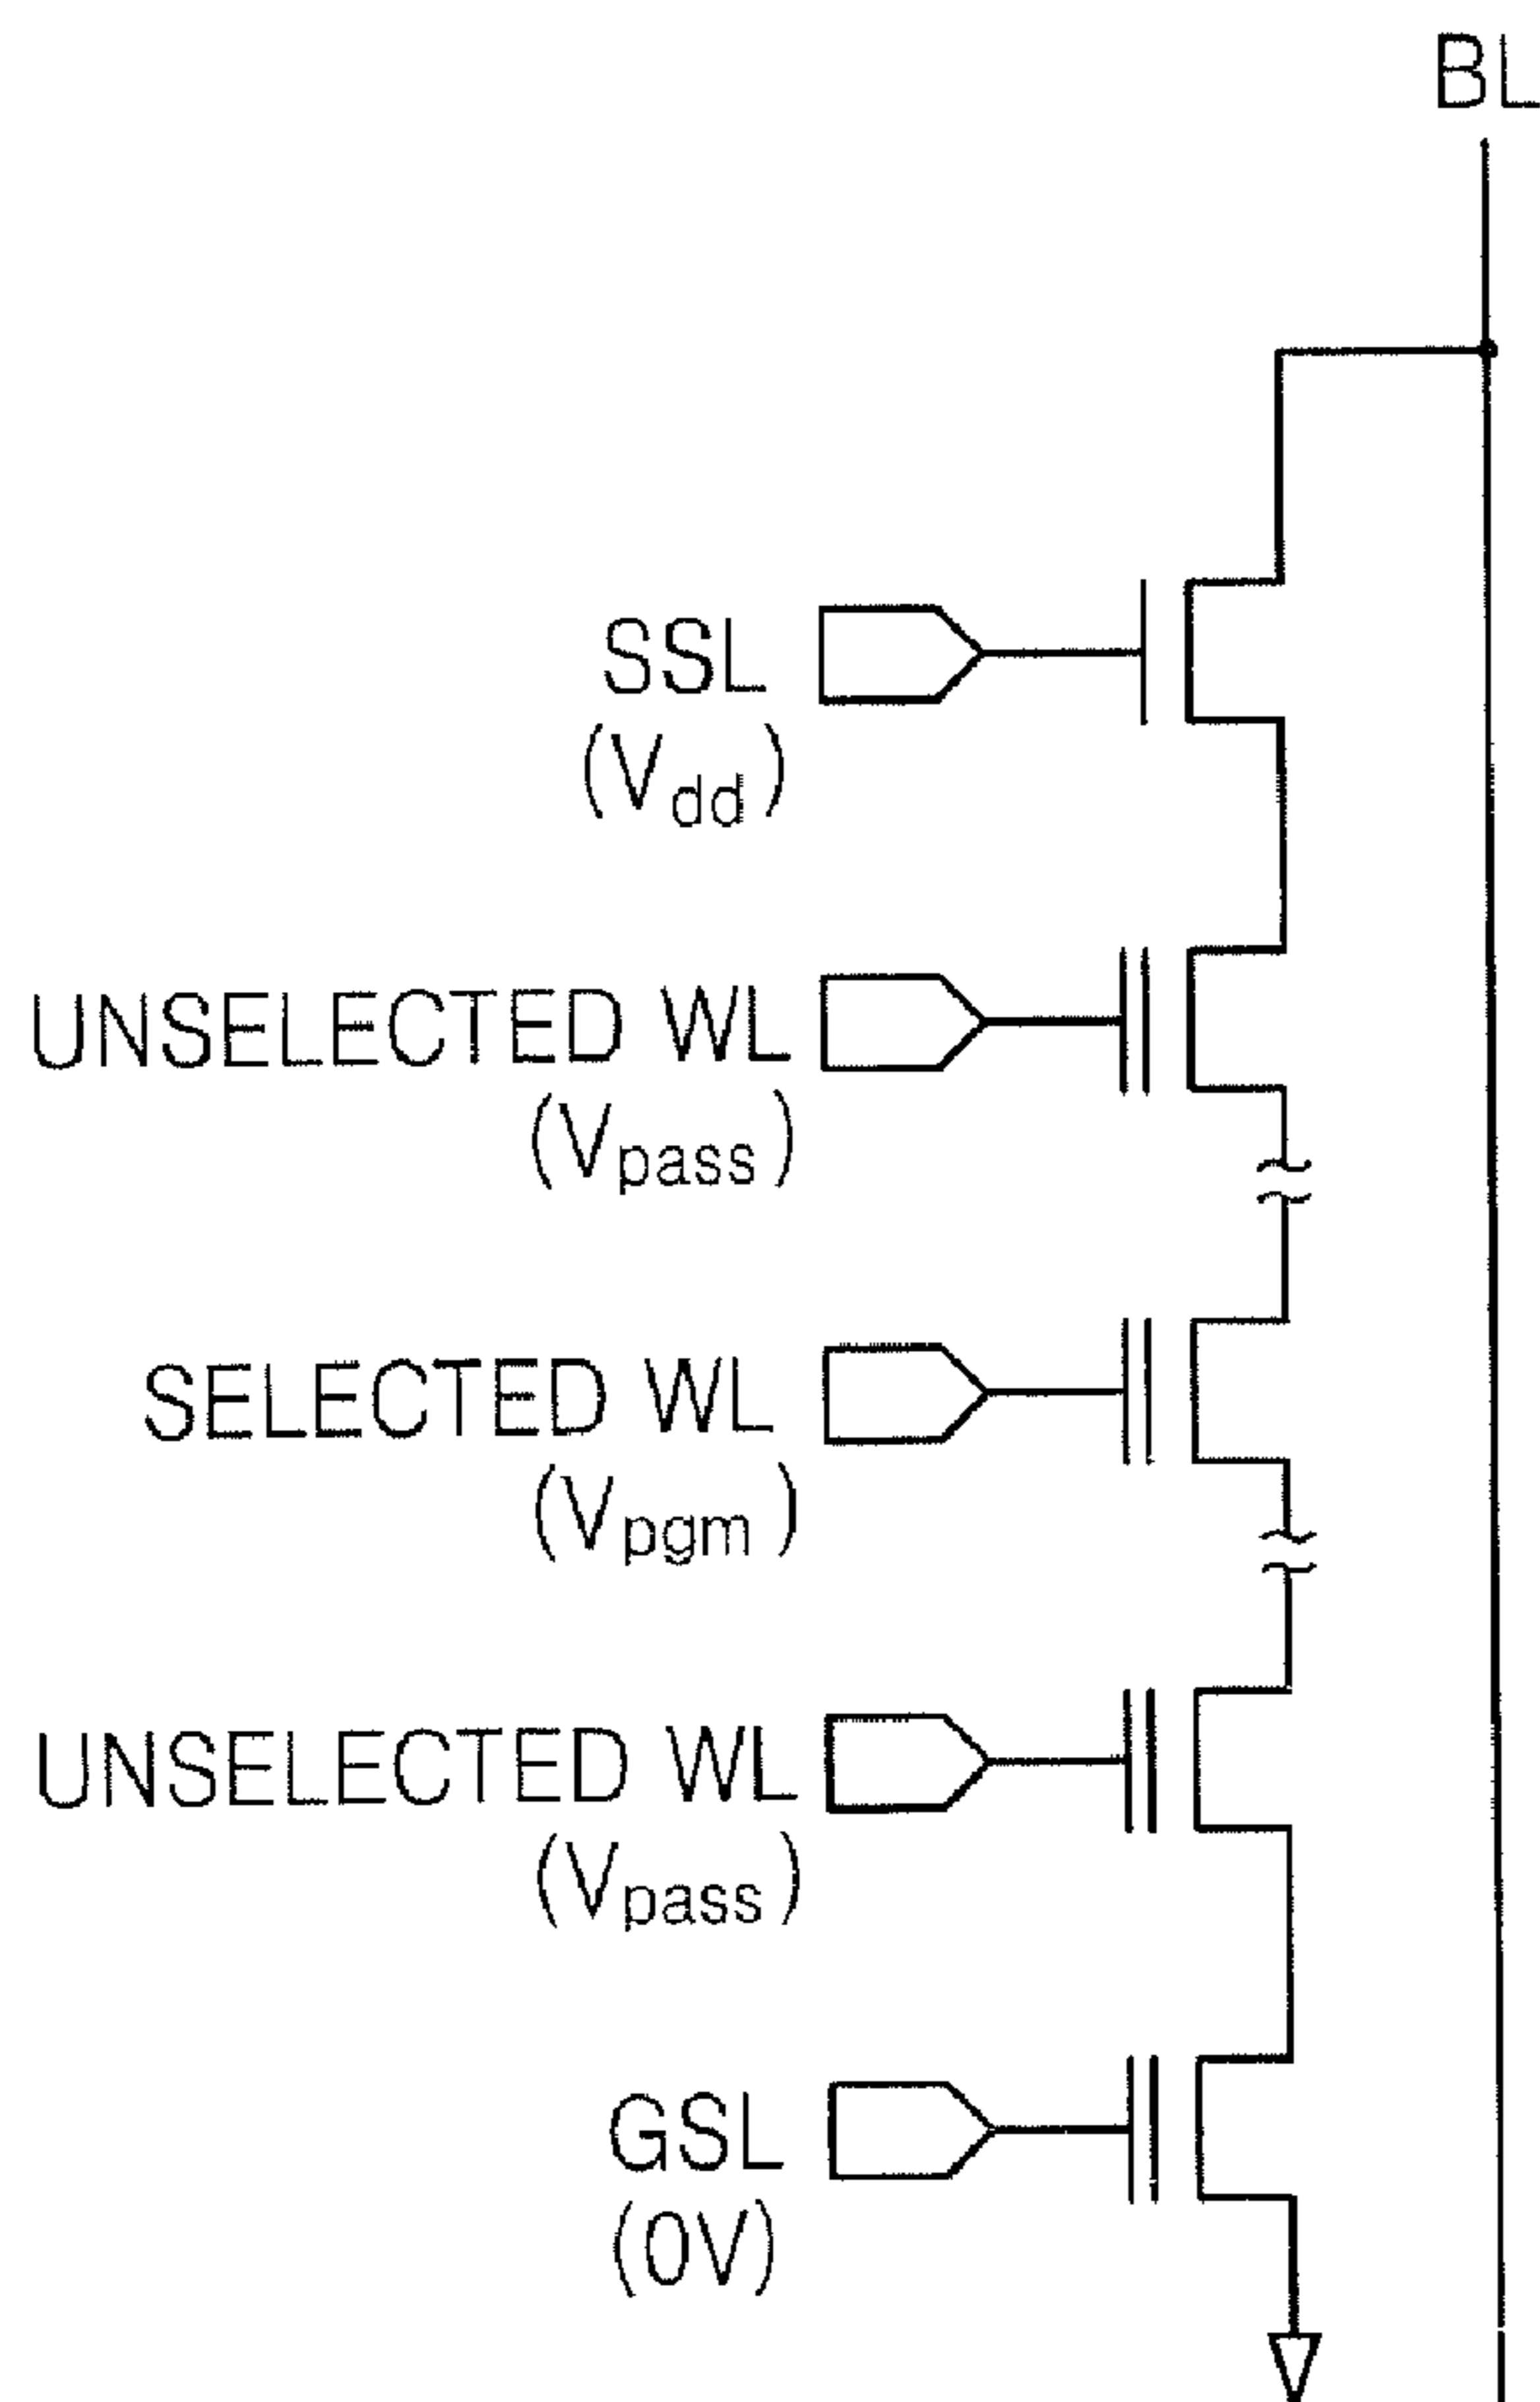 BL
SSL
(Vdd)
UNSELECTED WL
(Vpass)
SELECTED WL
(Vpgm)
UNSELECTED WL
(Vpass)
GSL
(0V)